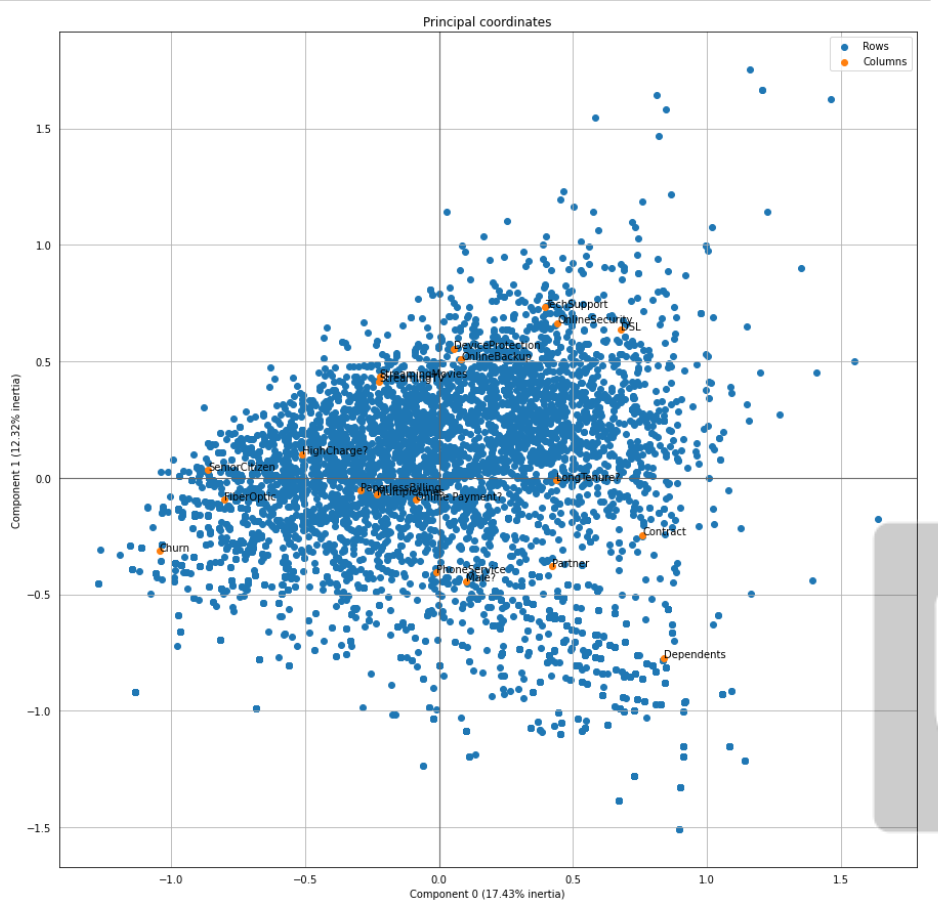 Principal coordinates
Rows
Columns
1.5
1.0
TechSupport
OnlineSecurity
DSL
DeviceProtection
OnlineBackup
0.5
StreamingMovies
StreamingTV
HighCharge?
SeniorCitizen
0.0
LongTenure?
PaperlessBilling
MultipleLines
FiberOptic
Online Payment?
Contract
Churn
Partner
PhoneService
Male?
−0.5
Dependents
−1.0
−1.5
Component 1 (12.32% inertia)
−1.0 −0.5 0.0 0.5 1.0 1.5
Component 0 (17.43% inertia)